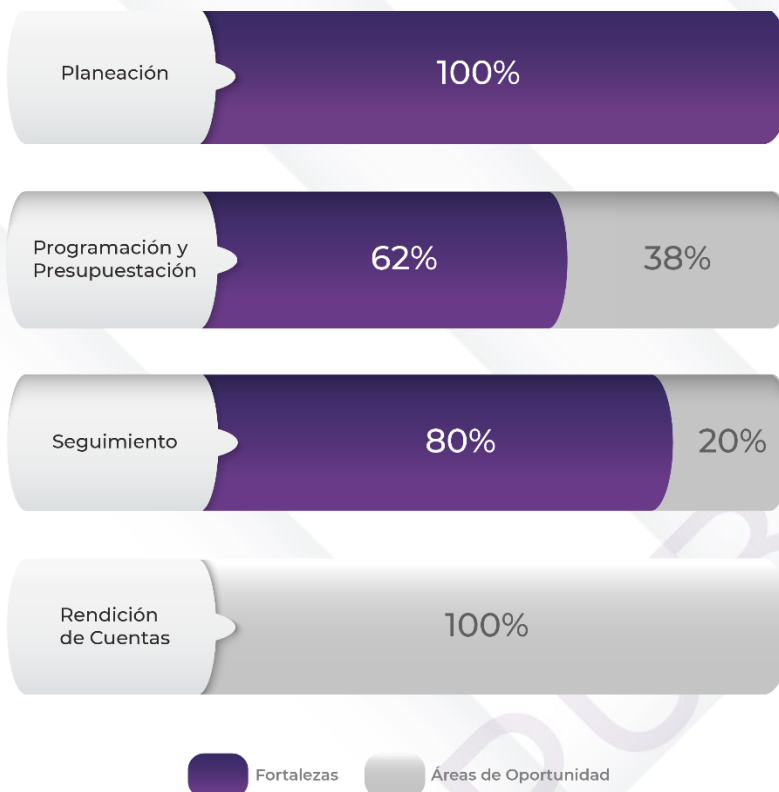 Planeación
100%
Programación y
Presupuestación
62%
38%
Seguimiento
80%
20%
Rendición
de Cuentas
100%
Fortalezas
Áreas de Oportunidad